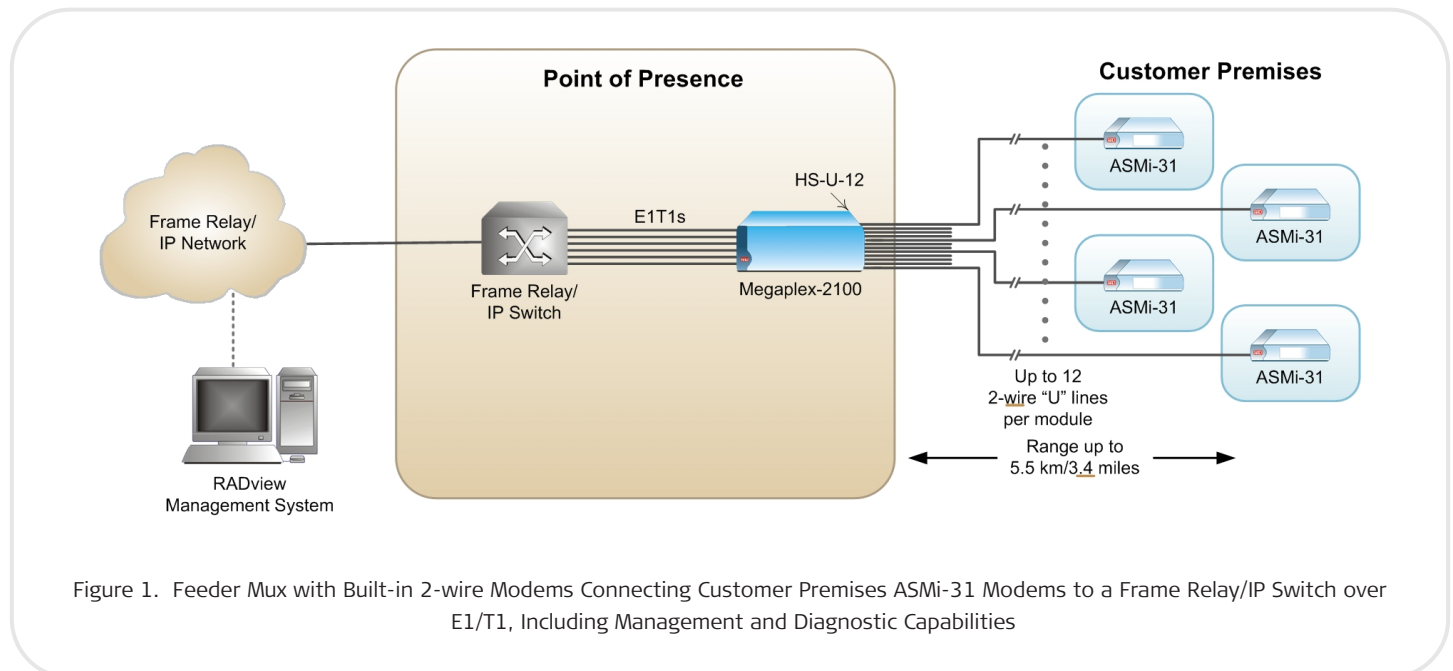 Point of Presence
Customer Premises
Frame Relay/
IP Network
RADview
Management System
Frame Relay/
IP Switch
E1T1s
HS-U-12
Megaplex-2100
ASMi-31
ASMi-31
ASMi-31
ASMi-31
Up to 12
2-wire “U” lines
per module
Range up to
5.5 km/3.4 miles
Figure 1. Feeder Mux with Built-in 2-wire Modems Connecting Customer Premises ASMi-31 Modems to a Frame Relay/IP Switch over
E1/T1, Including Management and Diagnostic Capabilities